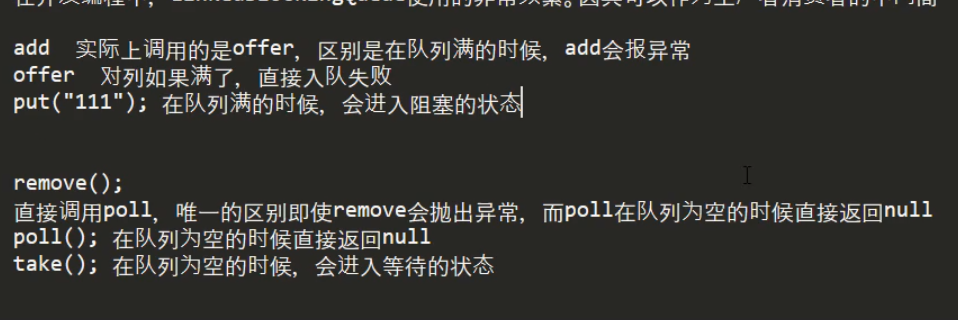 add 实际上调用的是offer，区别是在队列满的时候，add会报异常
offer 对列如果满了，直接入队失败
put("111"); 在队列满的时候，会进入阻塞的状态
remove();
直接调用poll，唯一的区别即使remove会抛出异常，而poll在队列为空的时候直接返回null
poll(); 在队列为空的时候直接返回null
take(); 在队列为空的时候，会进入等待的状态